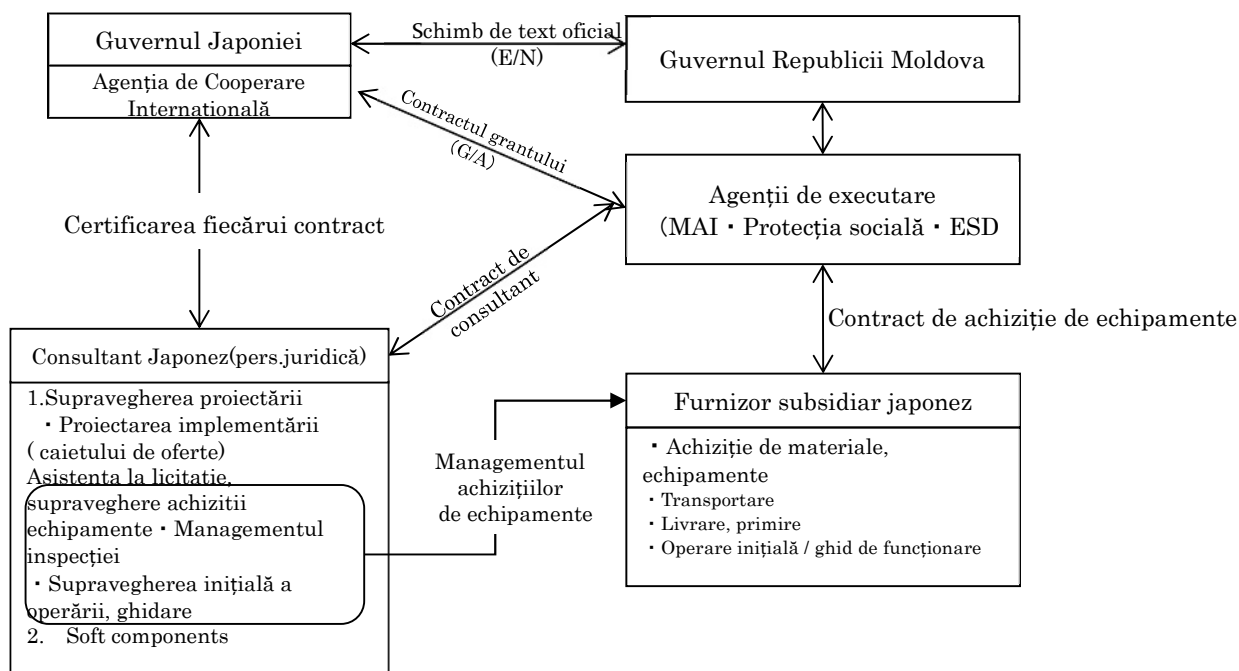 Guvernul Japoniei
Agenția de Cooperare
Internațională
Schimb de text oficial
(E/N)
Guvernul Republicii Moldova
Contractul grantului
(G/A)
Agenții de executare
(MAI・Protecția socială・ESD
Certificarea fiecărui contract
Contract de
consultant
Contract de achiziție de echipamente
Consultant Japonez(pers.juridică)
1.Supravegherea proiectării
・Proiectarea implementării
( caietului de oferte)
Asistenta la licitatie,
supraveghere achizitii
echipamente・Managementul
inspecției
・Supravegherea inițială a
operării, ghidare
2. Soft components
Managementul
achizițiilor
de echipamente
Furnizor subsidiar japonez
・Achiziție de materiale,
echipamente
・Transportare
・Livrare, primire
・Operare inițială / ghid de funcționare